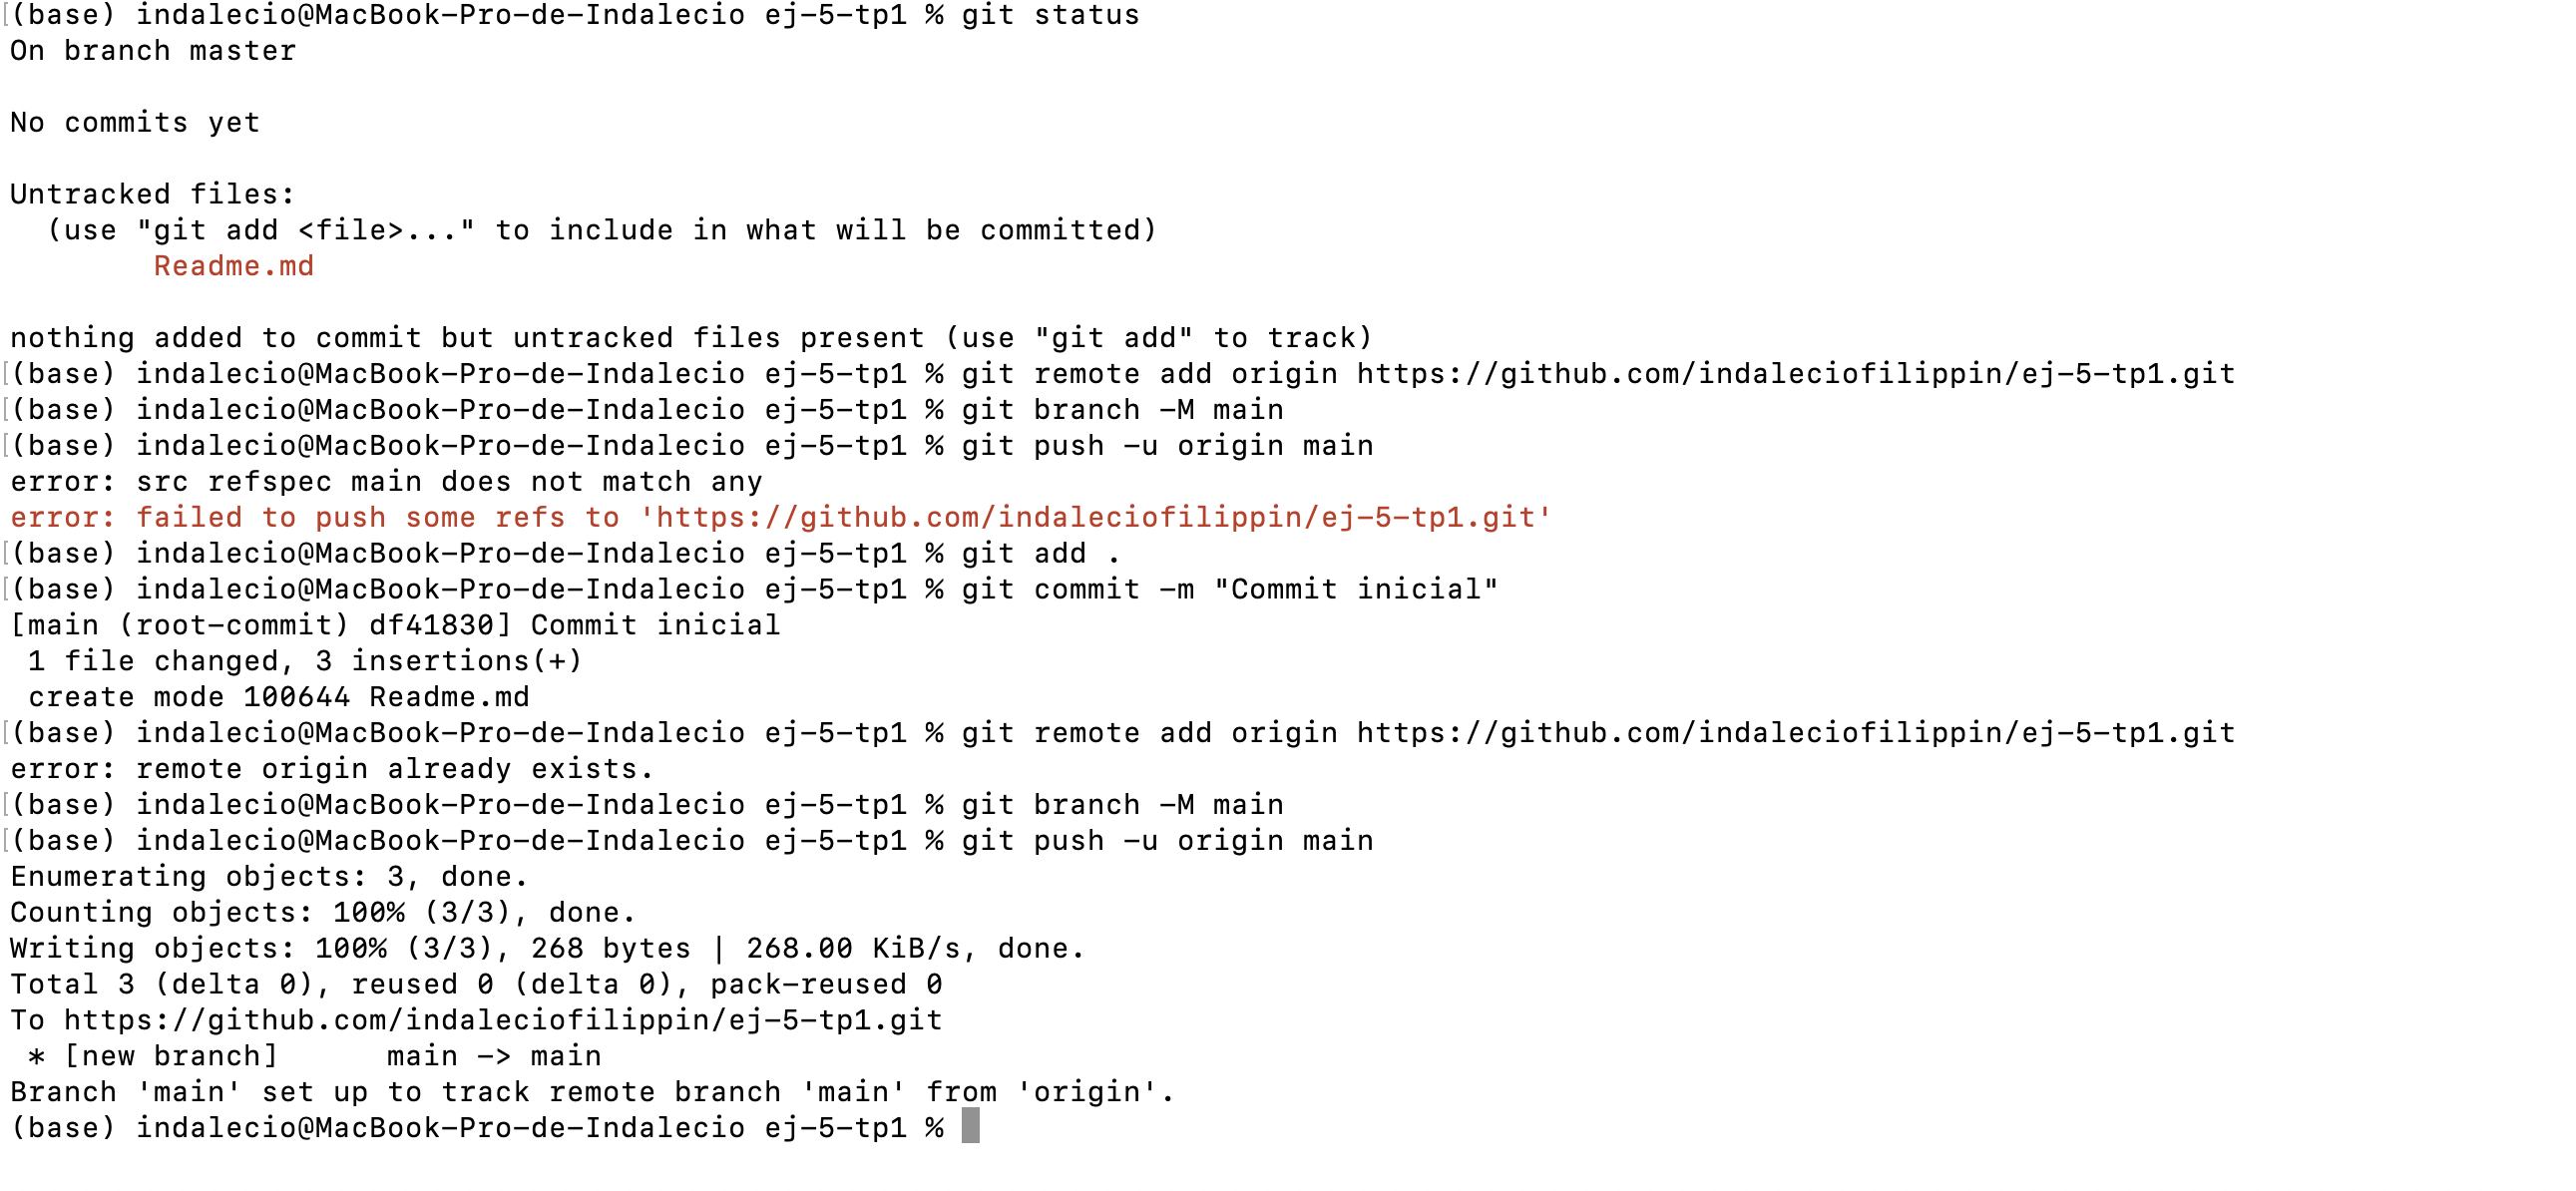 [(base) indalecio@MacBook-Pro-de-Indalecio ej-5-tp1 % git status
On branch master
No commits yet
Untracked files:
  (use "git add <file>..." to include in what will be committed)
        Readme.md
nothing added to commit but untracked files present (use "git add" to track)
[(base) indalecio@MacBook-Pro-de-Indalecio ej-5-tp1 % git remote add origin https://github.com/indaleciofilippin/ej-5-tp1.git
[(base) indalecio@MacBook-Pro-de-Indalecio ej-5-tp1 % git branch -M main
[(base) indalecio@MacBook-Pro-de-Indalecio ej-5-tp1 % git push -u origin main
error: src refspec main does not match any
error: failed to push some refs to 'https://github.com/indaleciofilippin/ej-5-tp1.git'
[(base) indalecio@MacBook-Pro-de-Indalecio ej-5-tp1 % git add .
[(base) indalecio@MacBook-Pro-de-Indalecio ej-5-tp1 % git commit -m "Commit inicial"
[main (root-commit) df41830] Commit inicial
 1 file changed, 3 insertions(+)
 create mode 100644 Readme.md
[(base) indalecio@MacBook-Pro-de-Indalecio ej-5-tp1 % git remote add origin https://github.com/indaleciofilippin/ej-5-tp1.git
error: remote origin already exists.
[(base) indalecio@MacBook-Pro-de-Indalecio ej-5-tp1 % git branch -M main
[(base) indalecio@MacBook-Pro-de-Indalecio ej-5-tp1 % git push -u origin main
Enumerating objects: 3, done.
Counting objects: 100% (3/3), done.
Writing objects: 100% (3/3), 268 bytes | 268.00 KiB/s, done.
Total 3 (delta 0), reused 0 (delta 0), pack-reused 0
To https://github.com/indaleciofilippin/ej-5-tp1.git
 * [new branch]      main -> main
Branch 'main' set up to track remote branch 'main' from 'origin'.
(base) indalecio@MacBook-Pro-de-Indalecio ej-5-tp1 %